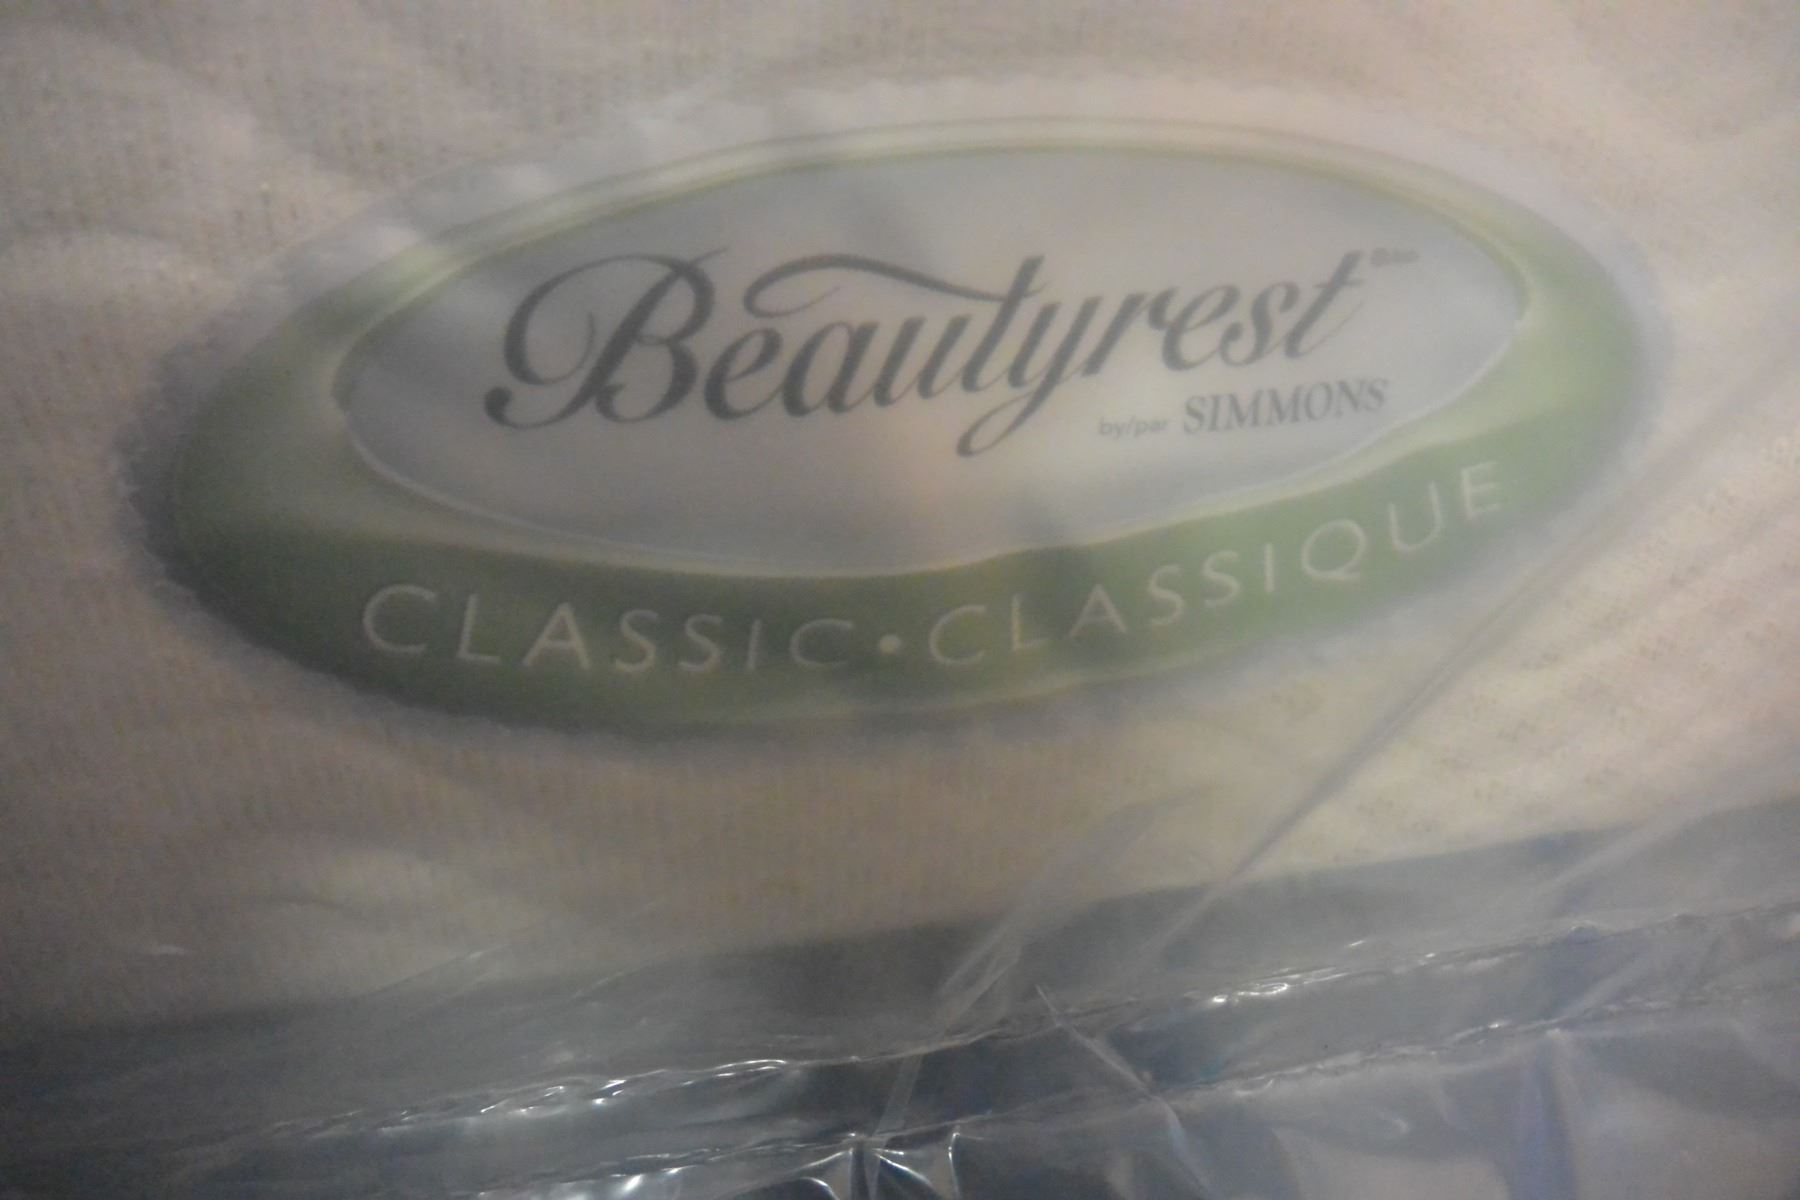 Beautyrest
by/par SIMMONS
CLASSIC • CLASSIQUE